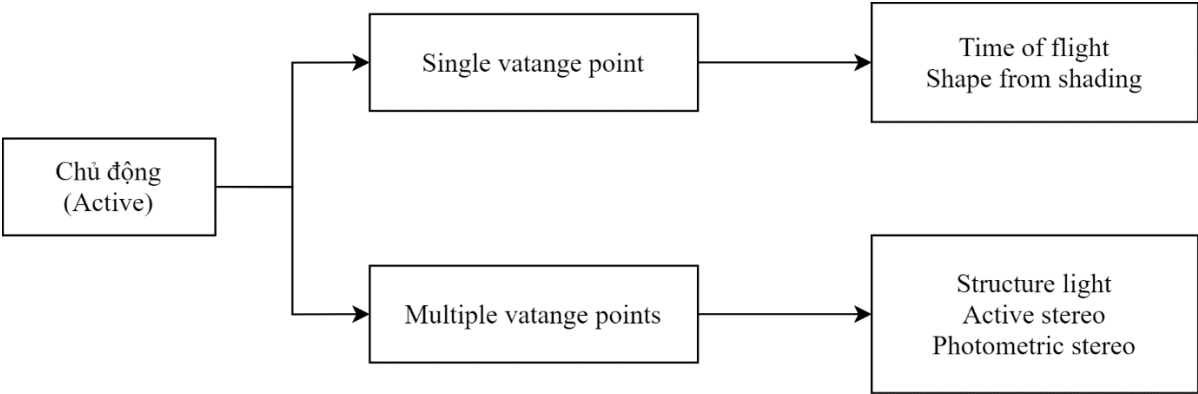 Chủ động
(Active)
Single vatange point
Time of flight
Shape from shading
Multiple vatange points
Structure light
Active stereo
Photometric stereo